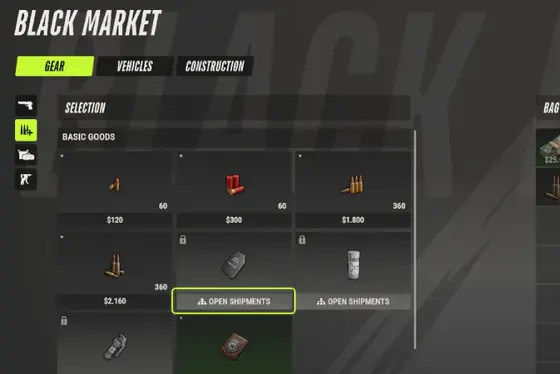 BLACK MARKET
GEAR VEHICLES CONSTRUCTION
SELECTION BAG
BASIC GOODS
60 60 360
$120 $300 $1.800
360
$2.160 OPEN SHIPMENTS OPEN SHIPMENTS